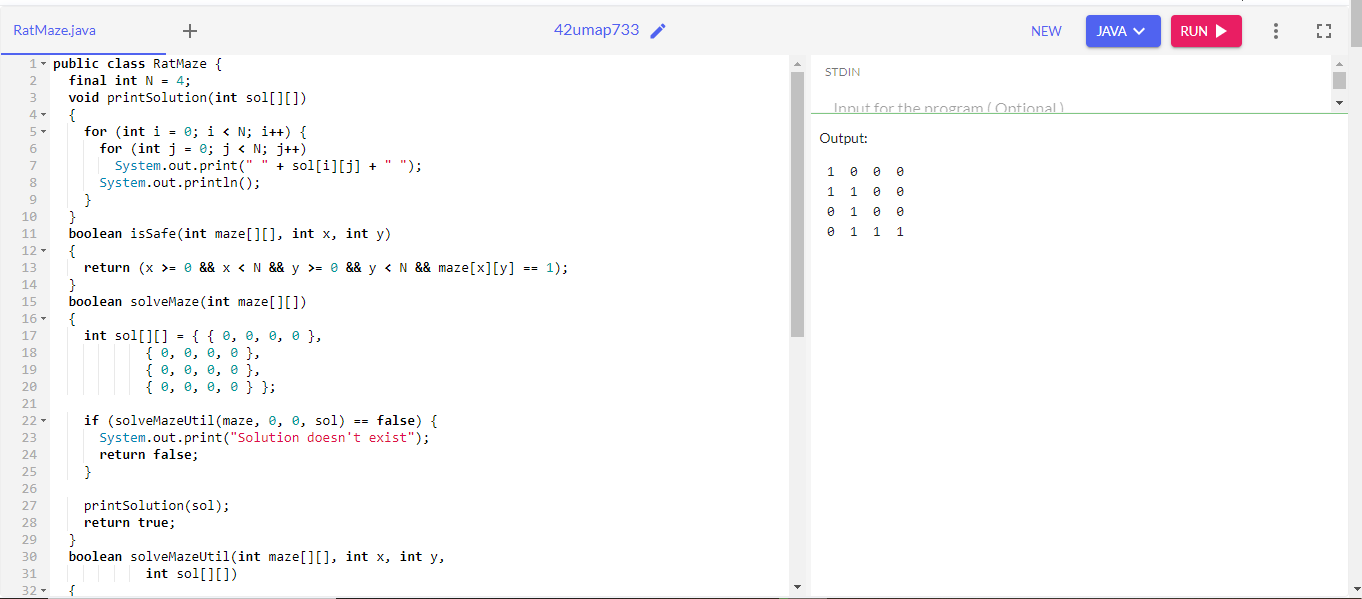 RatMaze.java
42umap733
NEW
JAVA
RUN
1 public class RatMaze {
2 final int N = 4;
3 void printSolution(int sol[][])
4 {
5 for (int i = 0; i < N; i++) {
6 for (int j = 0; j < N; j++)
7 System.out.print(" " + sol[i][j] + " ");
8 System.out.println();
9 }
10 }
11 boolean isSafe(int maze[][], int x, int y)
12 {
13 return (x >= 0 && x < N && y >= 0 && y < N && maze[x][y] == 1);
14 }
15 boolean solveMaze(int maze[][])
16 {
17 int sol[][] = { { 0, 0, 0, 0 },
18 { 0, 0, 0, 0 },
19 { 0, 0, 0, 0 },
20 { 0, 0, 0, 0 } };
21
22 if (solveMazeUtil(maze, 0, 0, sol) == false) {
23 System.out.print("Solution doesn't exist");
24 return false;
25 }
26
27 printSolution(sol);
28 return true;
29 }
30 boolean solveMazeUtil(int maze[][], int x, int y,
31 int sol[][])
32 {
STDIN
Input for the program ( Optional )
Output:
1 0 0 0
1 1 0 0
0 1 0 0
0 1 1 1